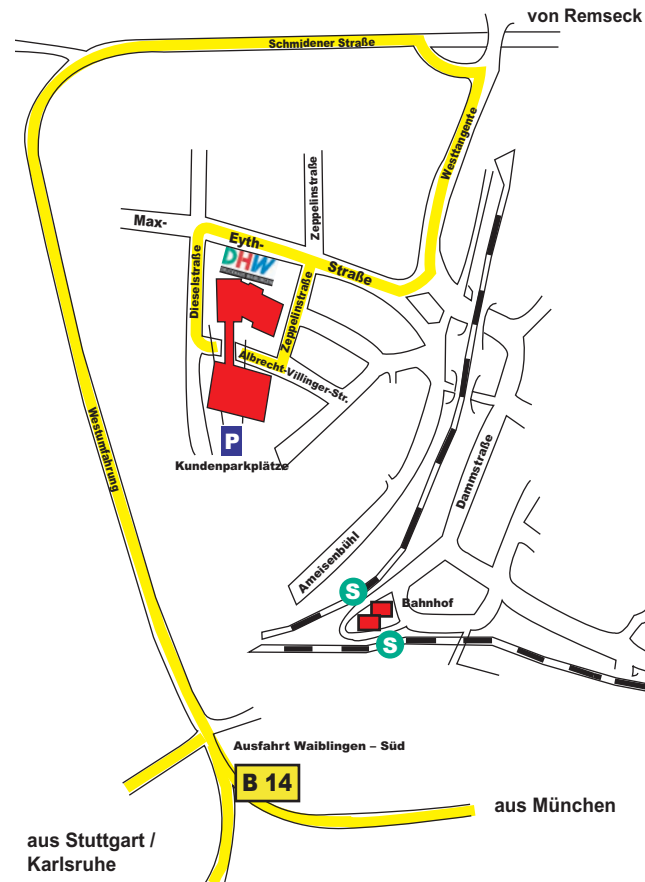 von Remseck
Schmidener Straße
Westtangente
Zeppelinstraße
Max-
Eyth-
Straße
DHW
Dieselstraße
Zeppelinstraße
Albrecht-Villinger-Str.
P
Kundenparkplätze
Westumfahrung
Dammstraße
Ameisenbühl
S
Bahnhof
S
Ausfahrt Waiblingen – Süd
B 14
aus München
aus Stuttgart /
Karlsruhe